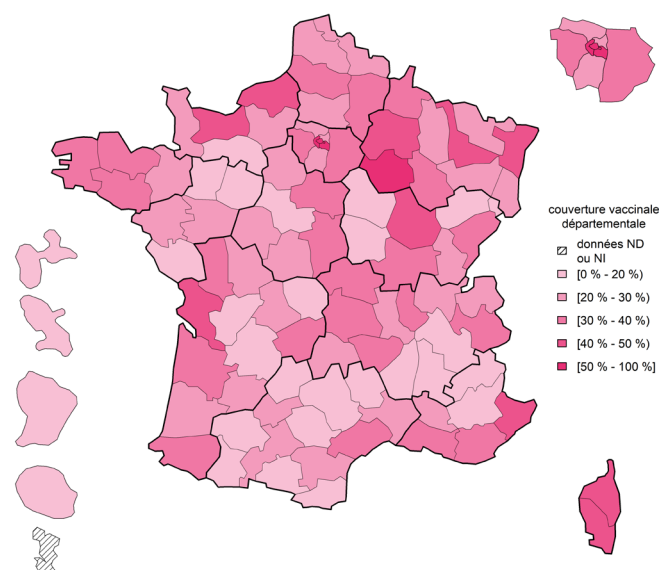 couverture vaccinale
départementale
données ND
ou NI
[0 % - 20 %)
[20 % - 30 %)
[30 % - 40 %)
[40 % - 50 %)
[50 % - 100 %]